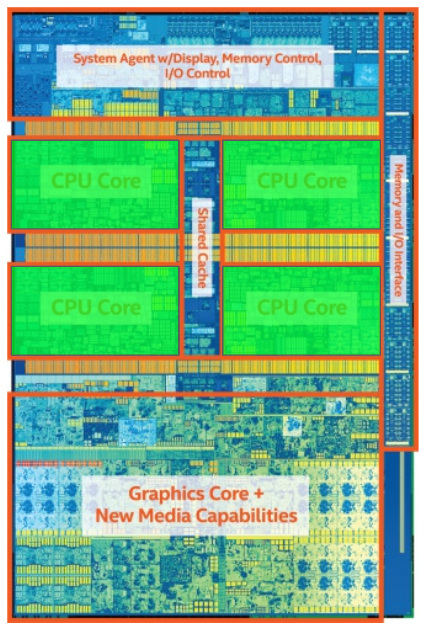 System Agent w/Display, Memory Control,
I/O Control
CPU Core
CPU Core
Shared Cache
Memory and I/O Interface
CPU Core
CPU Core
Graphics Core +
New Media Capabilities